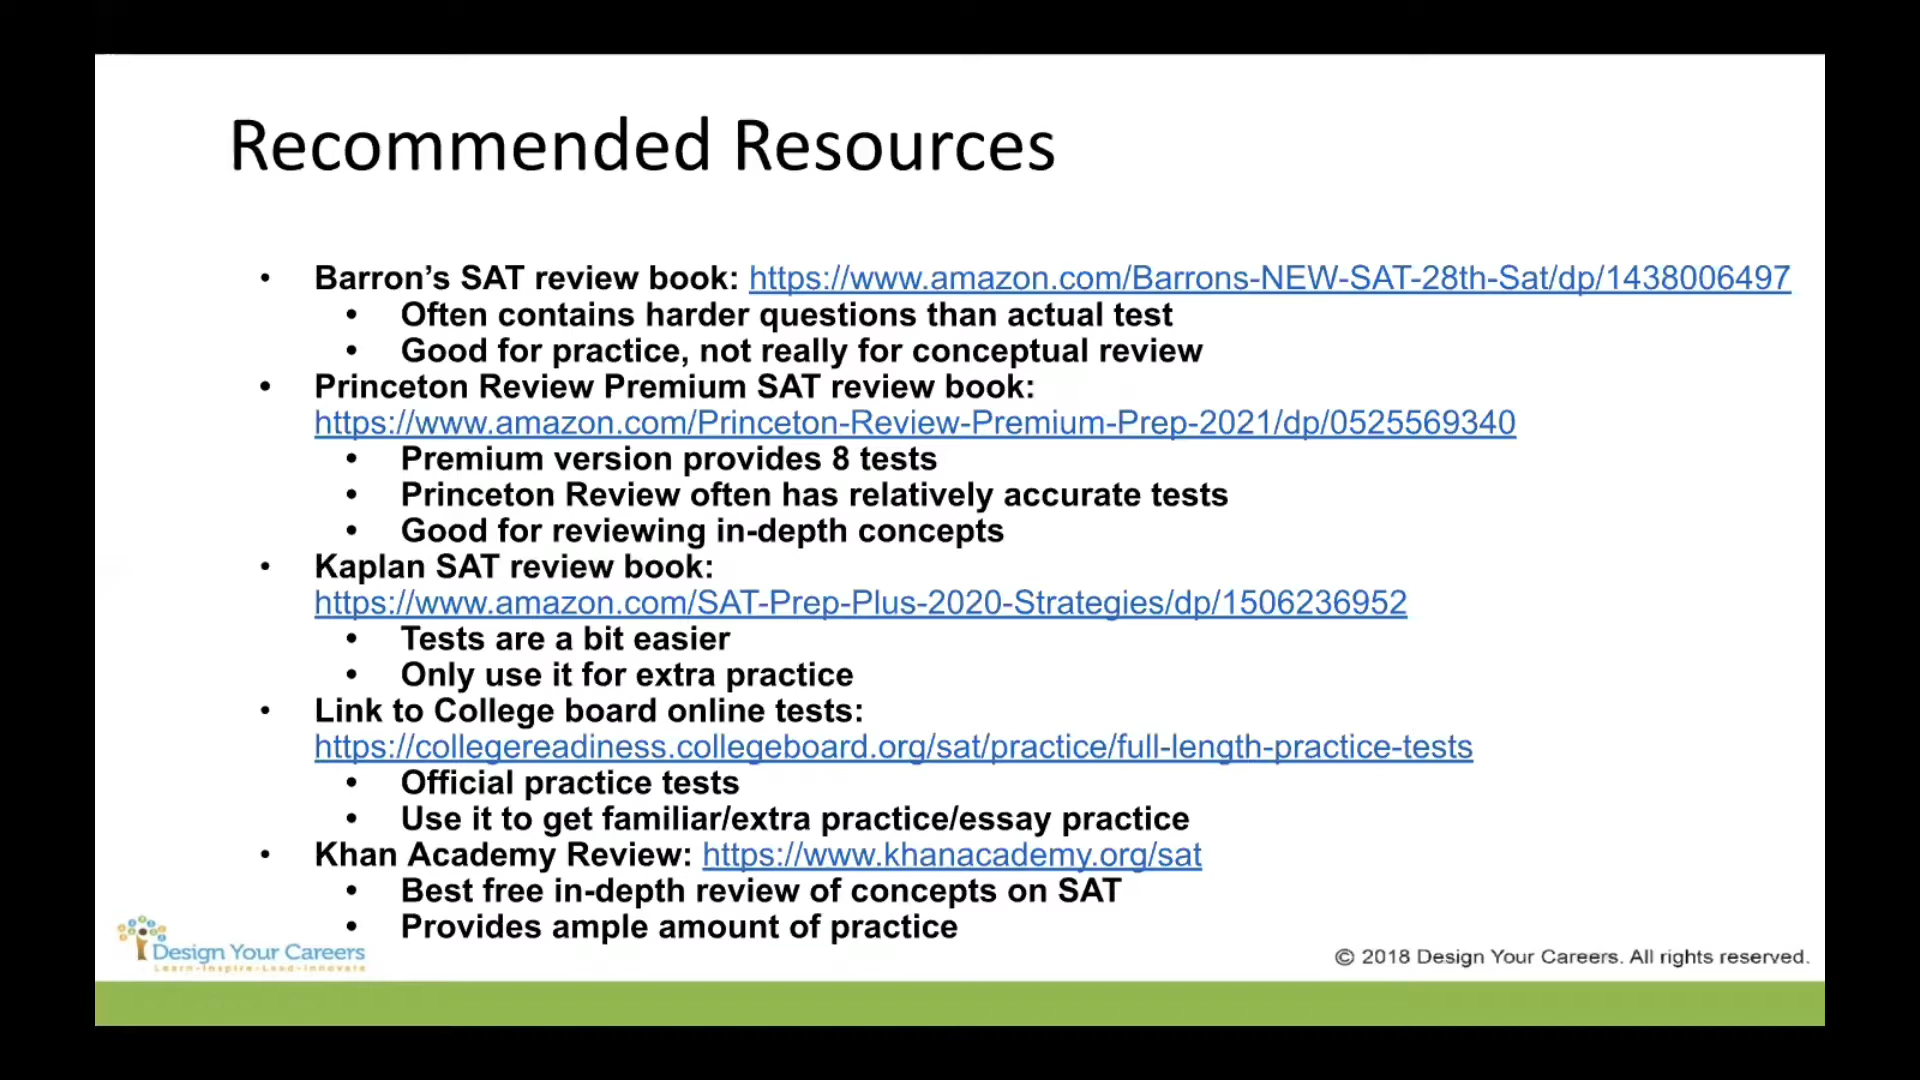 Recommended Resources
• Barron’s SAT review book: https://www.amazon.com/Barrons-NEW-SAT-28th-Sat/dp/1438006497
• Often contains harder questions than actual test
• Good for practice, not really for conceptual review
• Princeton Review Premium SAT review book:
https://www.amazon.com/Princeton-Review-Premium-Prep-2021/dp/0525569340
• Premium version provides 8 tests
• Princeton Review often has relatively accurate tests
• Good for reviewing in-depth concepts
• Kaplan SAT review book:
https://www.amazon.com/SAT-Prep-Plus-2020-Strategies/dp/1506236952
• Tests are a bit easier
• Only use it for extra practice
• Link to College board online tests:
https://collegereadiness.collegeboard.org/sat/practice/full-length-practice-tests
• Official practice tests
• Use it to get familiar/extra practice/essay practice
• Khan Academy Review: https://www.khanacademy.org/sat
• Best free in-depth review of concepts on SAT
• Provides ample amount of practice
Design Your Careers
Learn-Inspire-Lead-Innovate
© 2018 Design Your Careers. All rights reserved.